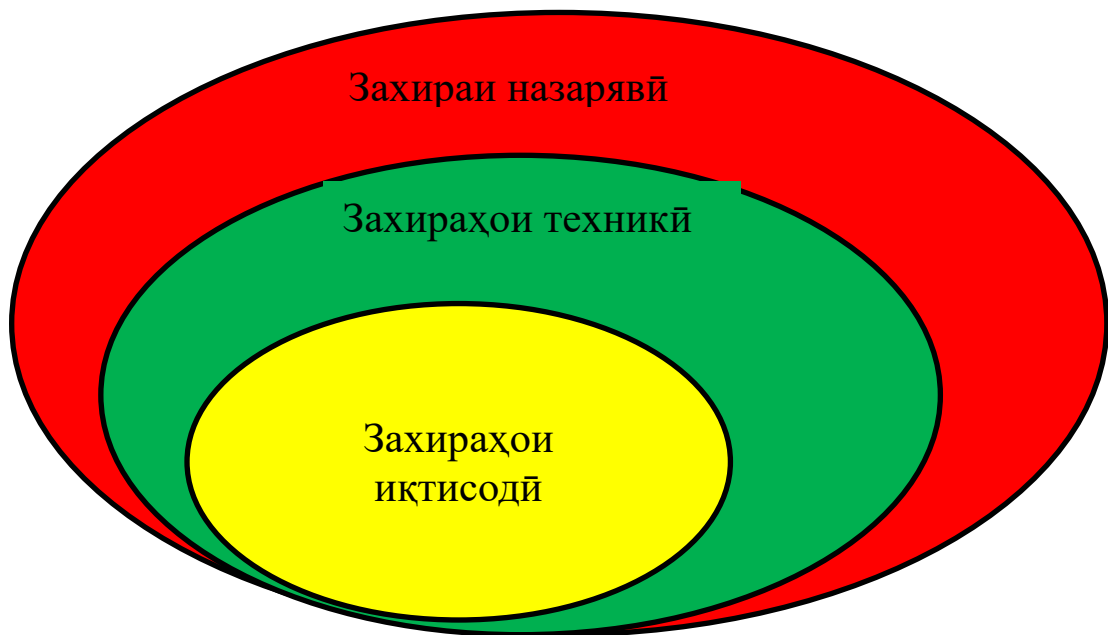 Захираи назарявӣ
Захираҳои техникӣ
Захираҳои
иқтисодӣ